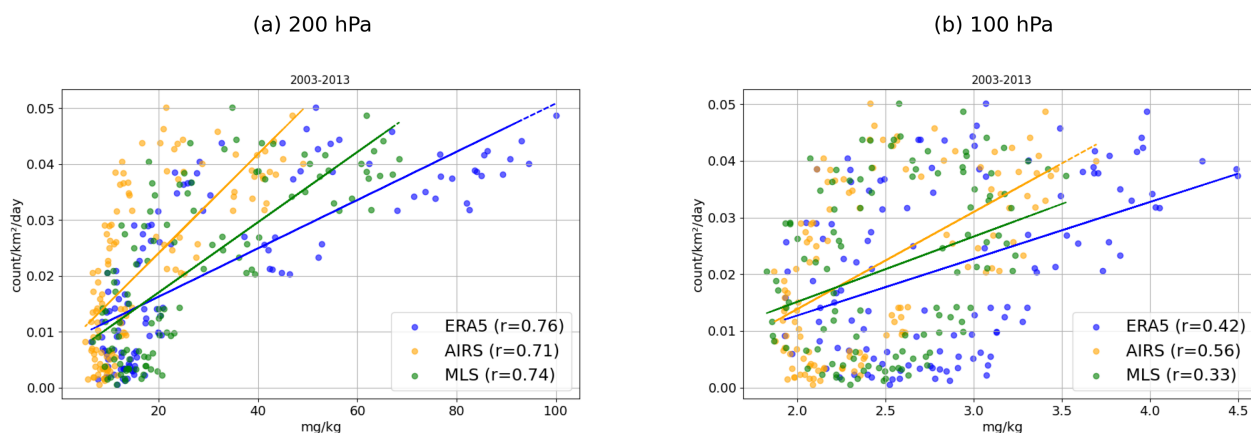 (a) 200 hPa
2003-2013
count/km²/day
0.05
0.04
0.03
0.02
0.01
0.00
20
40
60
80
100
mg/kg
ERA5 (r=0.76)
AIRS (r=0.71)
MLS (r=0.74)
(b) 100 hPa
2003-2013
count/km²/day
0.05
0.04
0.03
0.02
0.01
0.00
2.0
2.5
3.0
3.5
4.0
4.5
mg/kg
ERA5 (r=0.42)
AIRS (r=0.56)
MLS (r=0.33)